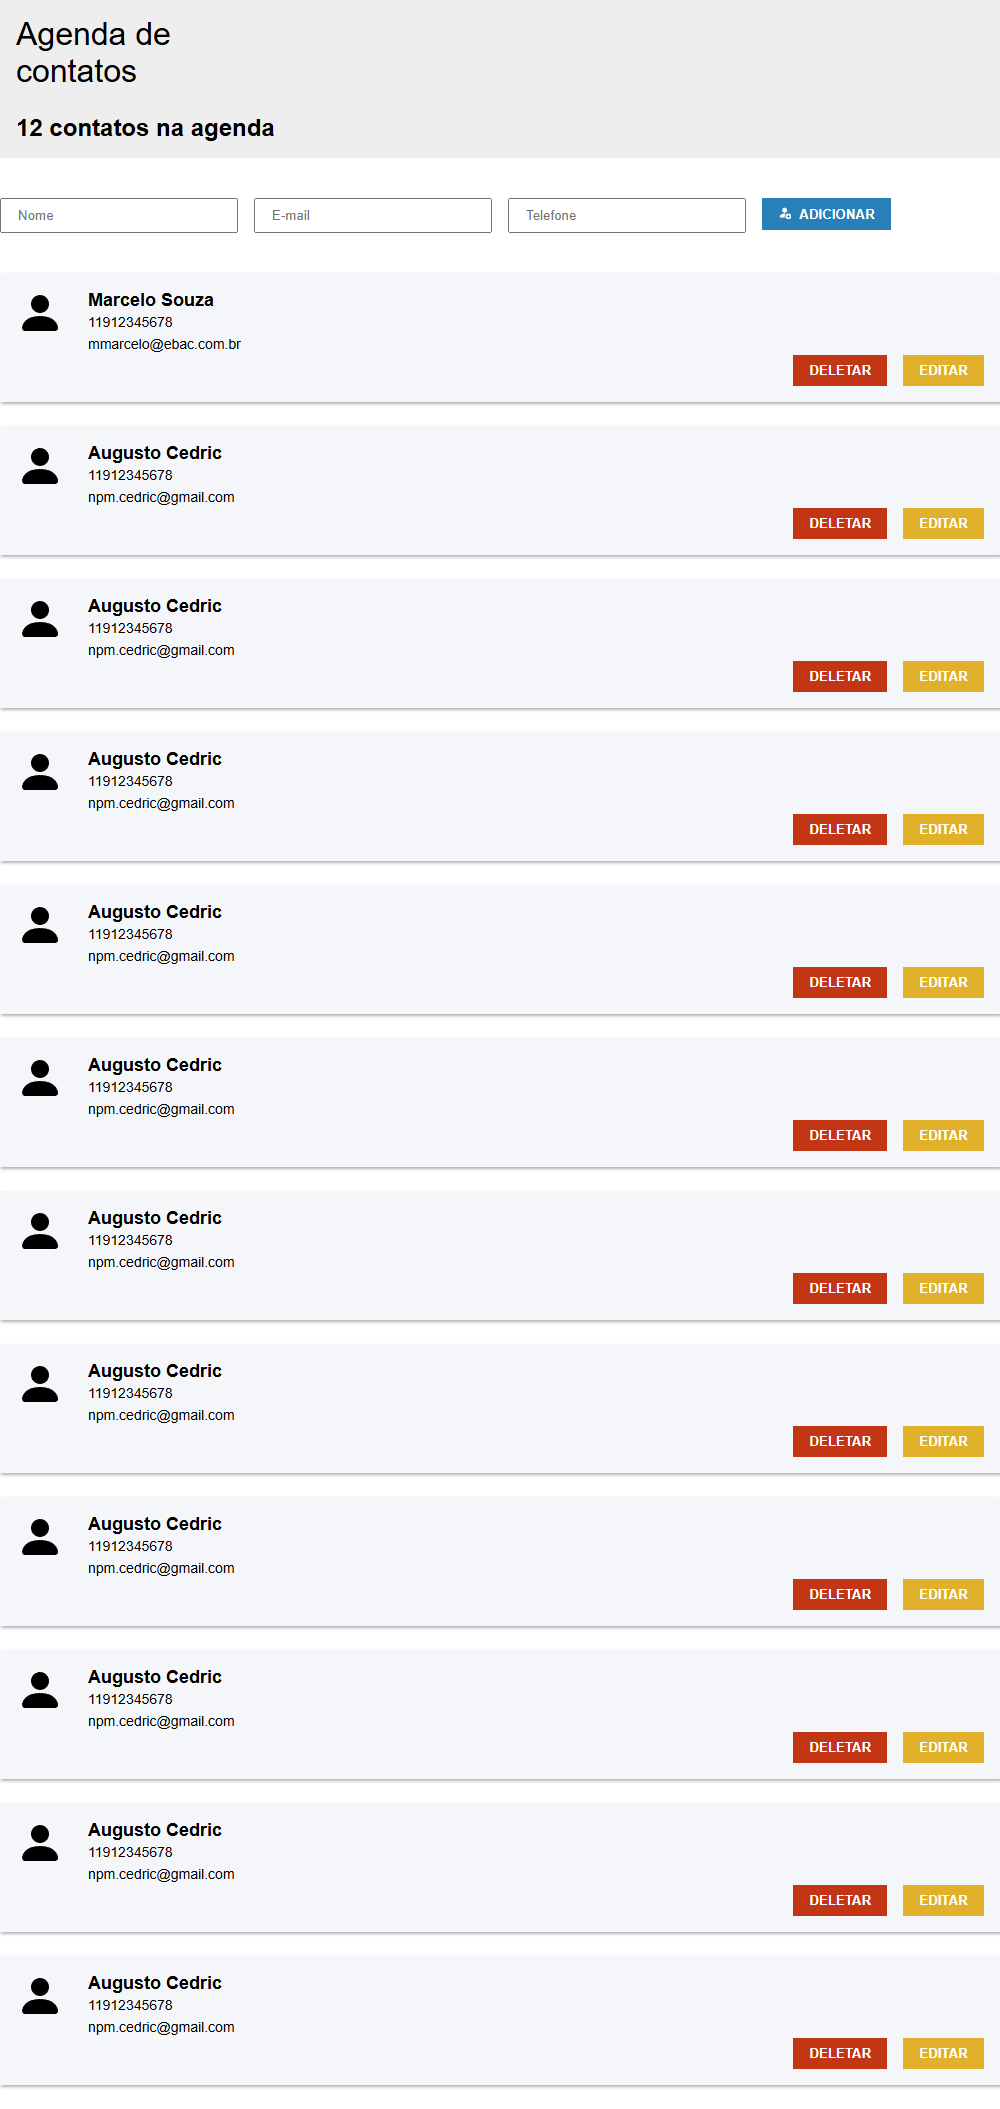 Agenda de
contatos
12 contatos na agenda
Nome E-mail Telefone ADICIONAR
Marcelo Souza
11912345678
mmarcelo@ebac.com.br
DELETAR EDITAR
Augusto Cedric
11912345678
npm.cedric@gmail.com
DELETAR EDITAR
Augusto Cedric
11912345678
npm.cedric@gmail.com
DELETAR EDITAR
Augusto Cedric
11912345678
npm.cedric@gmail.com
DELETAR EDITAR
Augusto Cedric
11912345678
npm.cedric@gmail.com
DELETAR EDITAR
Augusto Cedric
11912345678
npm.cedric@gmail.com
DELETAR EDITAR
Augusto Cedric
11912345678
npm.cedric@gmail.com
DELETAR EDITAR
Augusto Cedric
11912345678
npm.cedric@gmail.com
DELETAR EDITAR
Augusto Cedric
11912345678
npm.cedric@gmail.com
DELETAR EDITAR
Augusto Cedric
11912345678
npm.cedric@gmail.com
DELETAR EDITAR
Augusto Cedric
11912345678
npm.cedric@gmail.com
DELETAR EDITAR
Augusto Cedric
11912345678
npm.cedric@gmail.com
DELETAR EDITAR